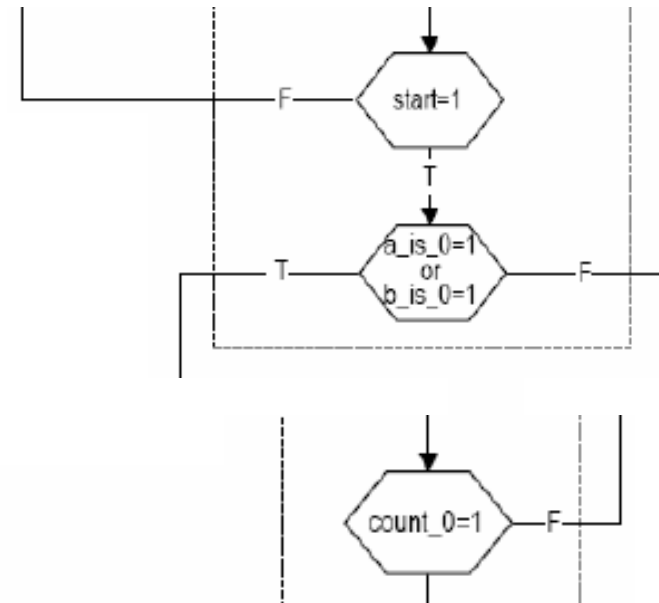 F
start=1
T
a_is_0=1
T
or
F
b_is_0=1
count_0=1
F